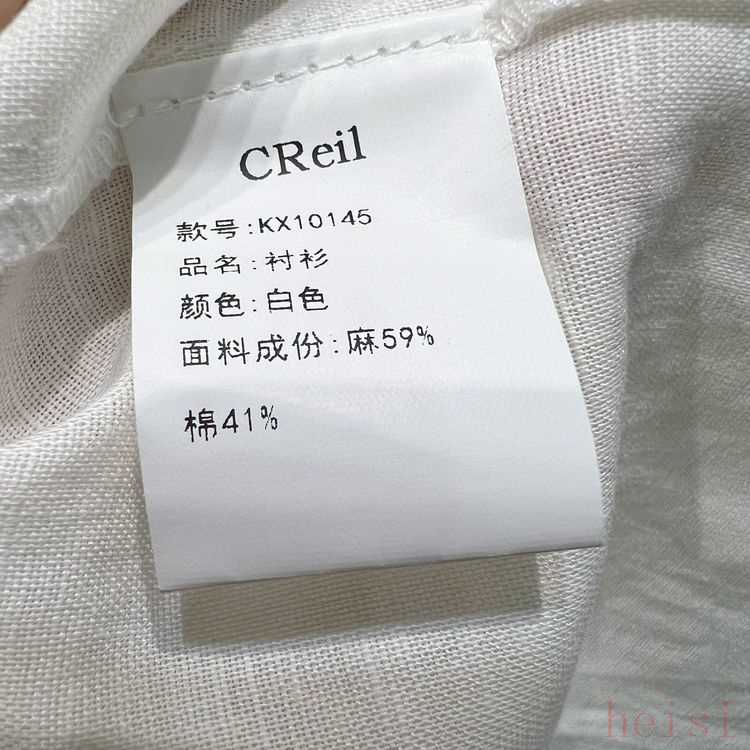 CReil
款号:KX10145
品名:衬衫
颜色:白色
面料成份:麻59%
棉41%
heisi